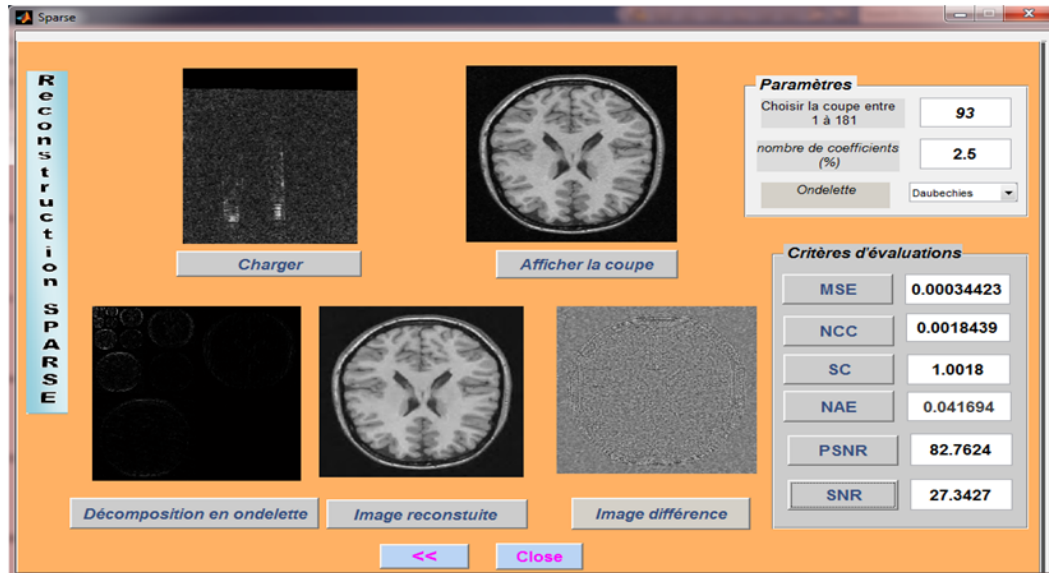 Sparse
Reconstruction SPARSE
Charger
Afficher la coupe
Décomposition en ondelette
Image reconstuite
Image différence
<<
Close
Paramètres
Choisir la coupe entre
1 à 181
93
nombre de coefficients
(%)
2.5
Ondelette
Daubechies
Critères d'évaluations
MSE
0.00034423
NCC
0.0018439
SC
1.0018
NAE
0.041694
PSNR
82.7624
SNR
27.3427